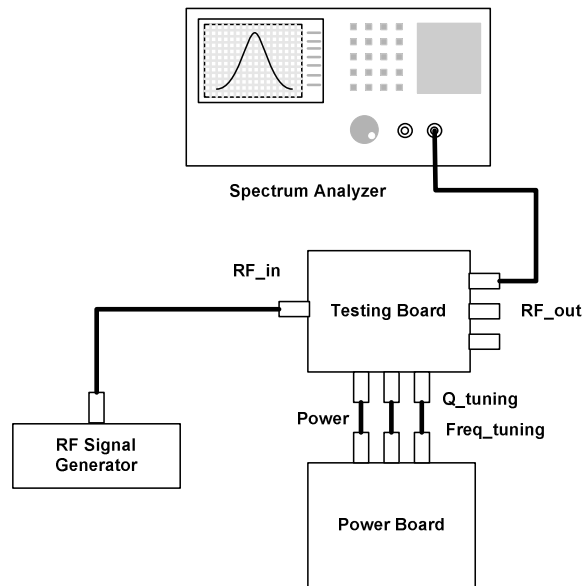 Spectrum Analyzer
RF_in
Testing Board
RF_out
Power
Q_tuning
Freq_tuning
RF Signal
Generator
Power Board